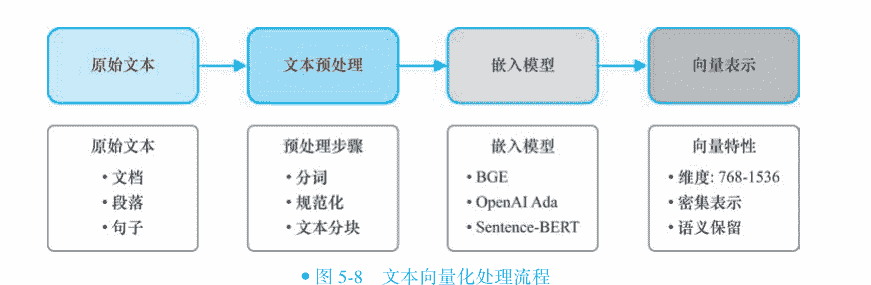 原始文本
文本预处理
嵌入模型
向量表示
原始文本
• 文档
• 段落
• 句子
预处理步骤
• 分词
• 规范化
• 文本分块
嵌入模型
• BGE
• OpenAI Ada
• Sentence-BERT
向量特性
• 维度: 768-1536
• 密集表示
• 语义保留
• 图 5-8 文本向量化处理流程